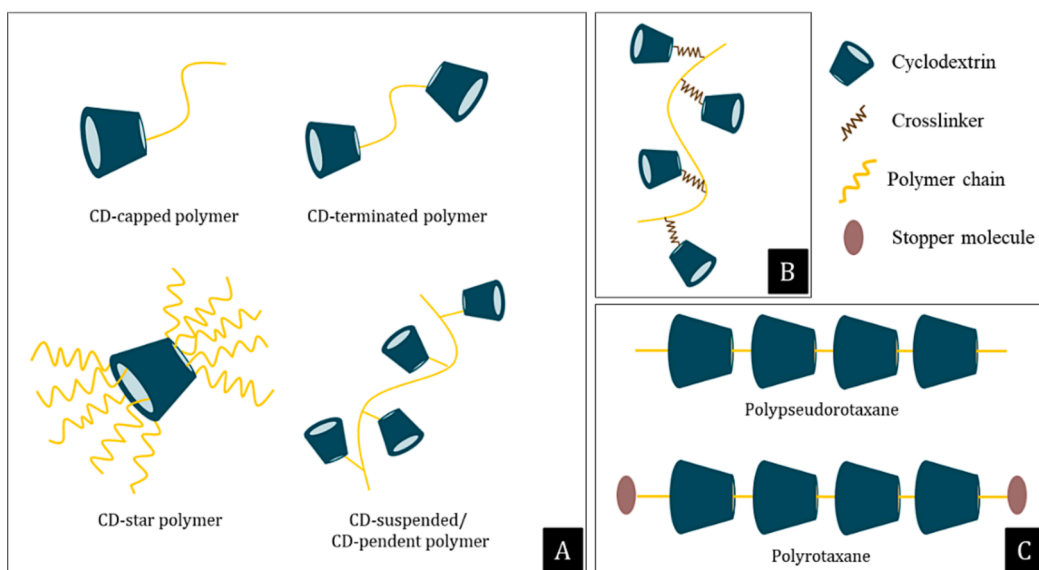 CD-capped polymer
CD-terminated polymer
CD-star polymer
CD-suspended/
CD-pendent polymer
A
B
Cyclodextrin
Crosslinker
Polymer chain
Stopper molecule
Polypseudorotaxane
Polyrotaxane
C